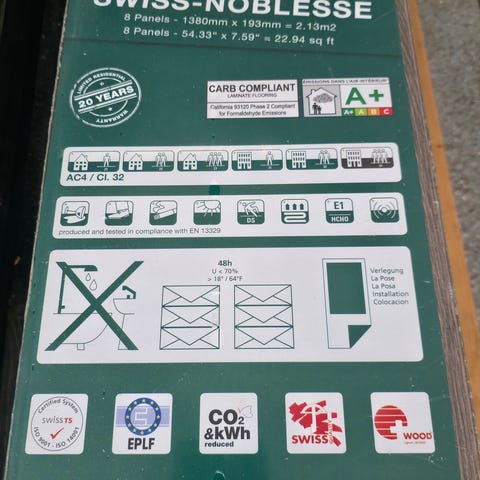 SWISS-NOBLESSE
8 Panels - 1380mm x 193mm = 2.13m2
8 Panels - 54.33" x 7.59" = 22.94 sq ft
LIMITED RESIDENTIAL
20 YEARS
WARRANTY
CARB COMPLIANT
LAMINATE FLOORING
California 93120 Phase 2 Compliant
for Formaldehyde Emissions
ÉMISSIONS DANS L'AIR INTÉRIEUR*
A+
A+ A B C
AC4 / Cl. 32
DS
E1
HCHO
produced and tested in compliance with EN 13329
48h
U < 70%
> 18° / 64°F
Verlegung
La Pose
La Posa
Installation
Colocacion
Certified System
swiss TS
ISO 9001 - ISO 14001
EPLF
CO2
&kWh
reduced
SWISS
WOOD